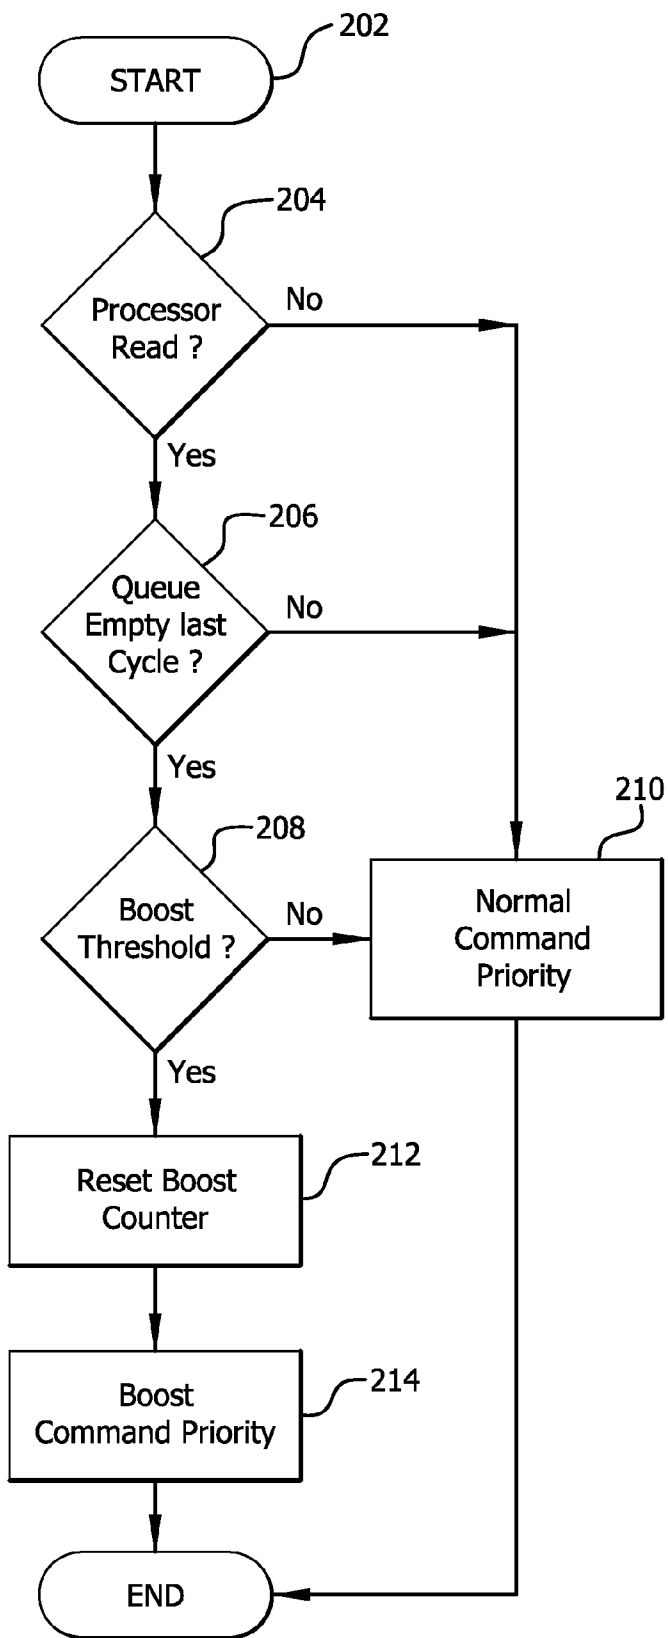 202
START
204
Processor
Read ?
No
Yes
206
Queue
Empty last
Cycle ?
No
Yes
208
Boost
Threshold ?
No
210
Normal
Command
Priority
Yes
212
Reset Boost
Counter
214
Boost
Command Priority
END